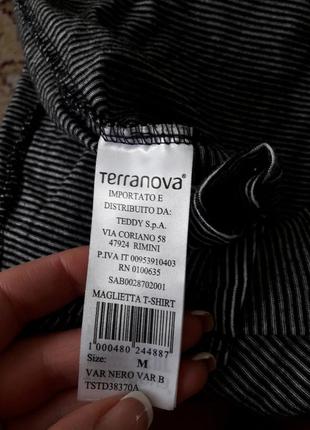 Terranova®
IMPORTATO E
DISTRIBUITO DA:
TEDDY S.p.A.
VIA CORIANO 58
47924 RIMINI
P.IVA IT 00953910403
RN 0100635
SAB0028702001
MAGLIETTA T-SHIRT
1 000480 244887
Size: M
VAR NERO VAR B
TSTD38370A